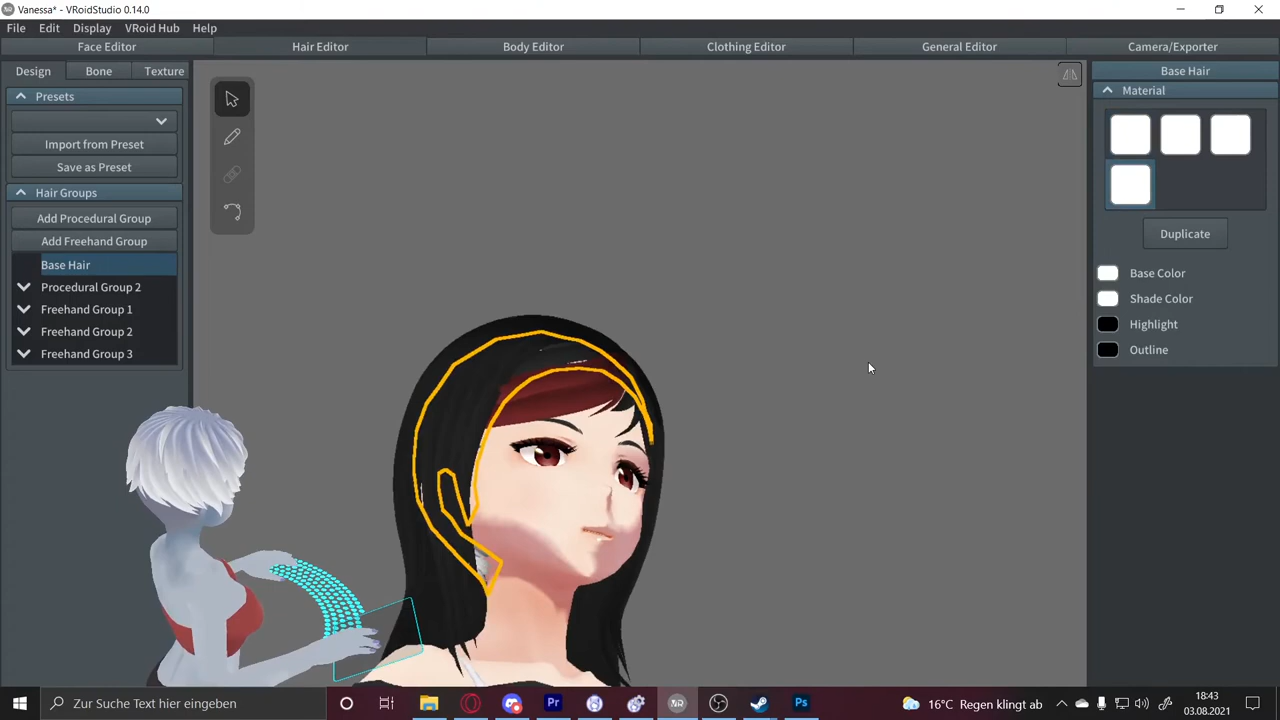 Vanessa* - VRoidStudio 0.14.0
File Edit Display VRoid Hub Help
Face Editor Hair Editor Body Editor Clothing Editor General Editor Camera/Exporter
Design Bone Texture
Presets
Import from Preset
Save as Preset
Hair Groups
Add Procedural Group
Add Freehand Group
Base Hair
Procedural Group 2
Freehand Group 1
Freehand Group 2
Freehand Group 3
Base Hair
Material
Duplicate
Base Color
Shade Color
Highlight
Outline
Zum Suchen Text hier eingeben
Pr
Ps
16°C Regen klingt ab
18:43
03.08.2021